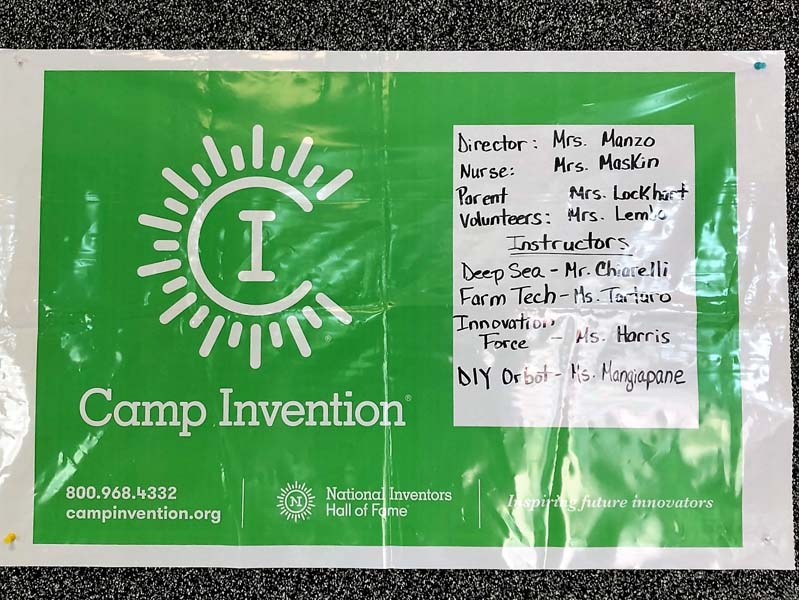 Director: Mrs. Manzo
Nurse: Mrs. Maskin
Parent Mrs. Lockhart
Volunteers: Mrs. Lembo
Instructors
Deep Sea - Mr. Chiarelli
Farm Tech - Ms. Tartaro
Innovation
Force - Ms. Harris
DIY Orbot - Ms. Mangiapane
CI
Camp Invention®
800.968.4332
campinvention.org
N
National Inventors
Hall of Fame
Inspiring future innovators